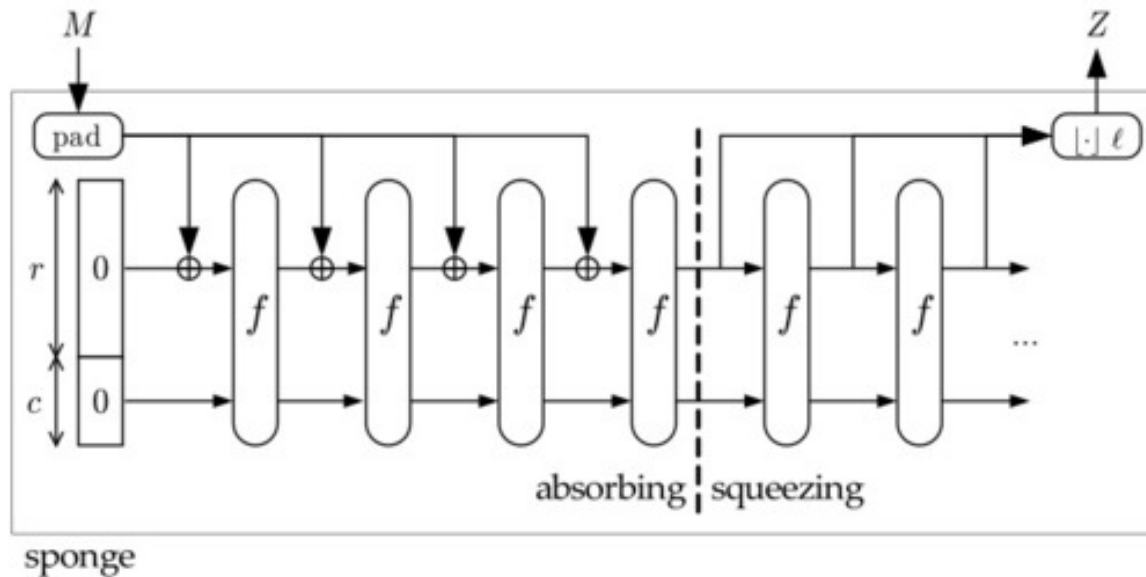 M Z
pad ⌊·⌋ ℓ
r 0 f f f f f f
c 0 ...
absorbing squeezing
sponge